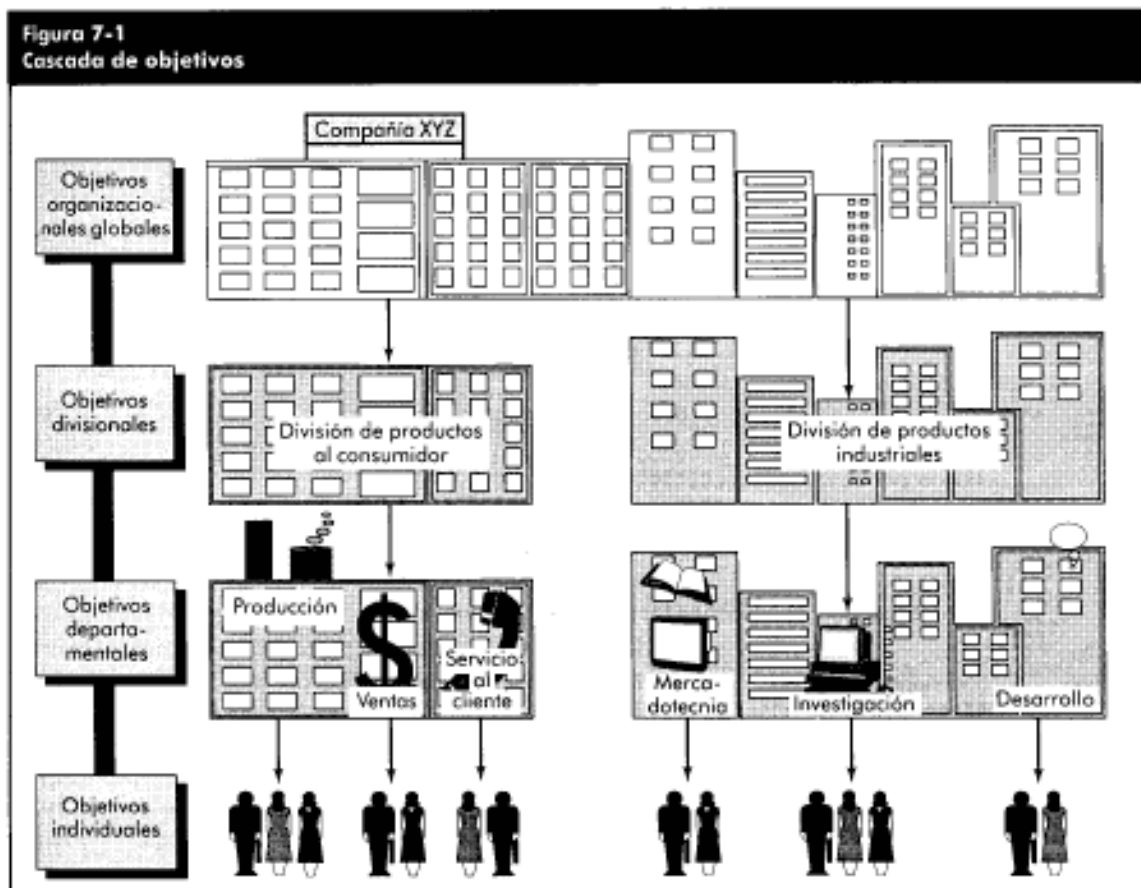 Figura 7-1
Cascada de objetivos
Compañía XYZ
Objetivos
organizacio-
nales globales
Objetivos
divisionales
División de productos
al consumidor
División de productos
industriales
Objetivos
departa-
mentales
Producción
Ventas
Servicio
al
cliente
Merca-
dotecnia
Investigación
Desarrollo
Objetivos
individuales